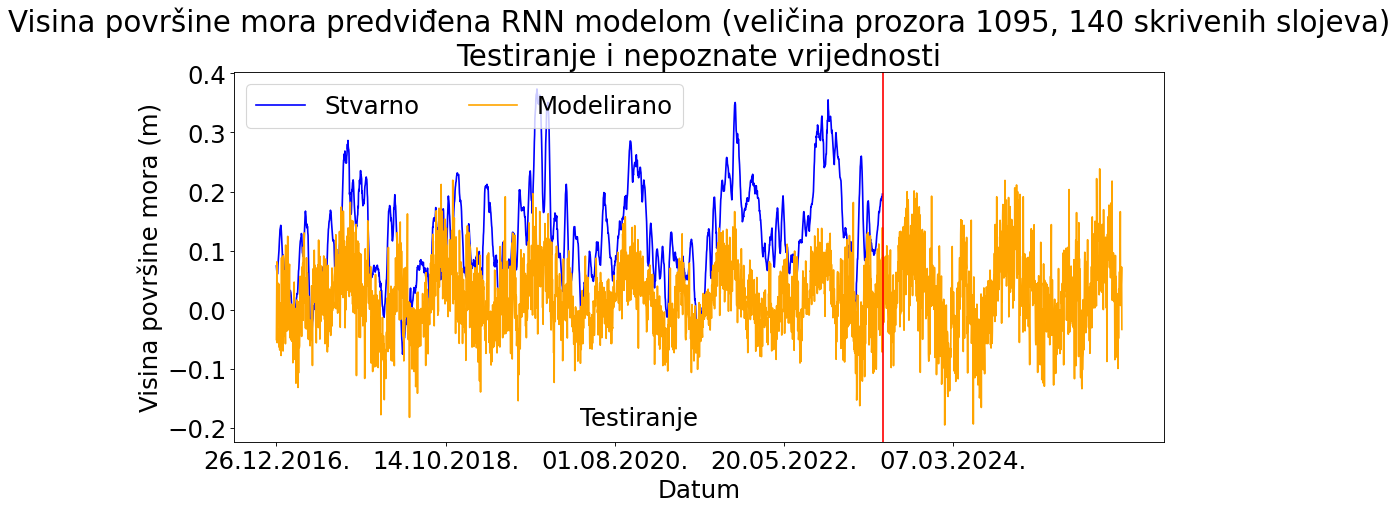 Visina površine mora predviđena RNN modelom (veličina prozora 1095, 140 skrivenih slojeva)
Testiranje i nepoznate vrijednosti
Visina površine mora (m)
0.4
0.3
0.2
0.1
0.0
−0.1
−0.2
Stvarno Modelirano
Testiranje
26.12.2016. 14.10.2018. 01.08.2020. 20.05.2022. 07.03.2024.
Datum